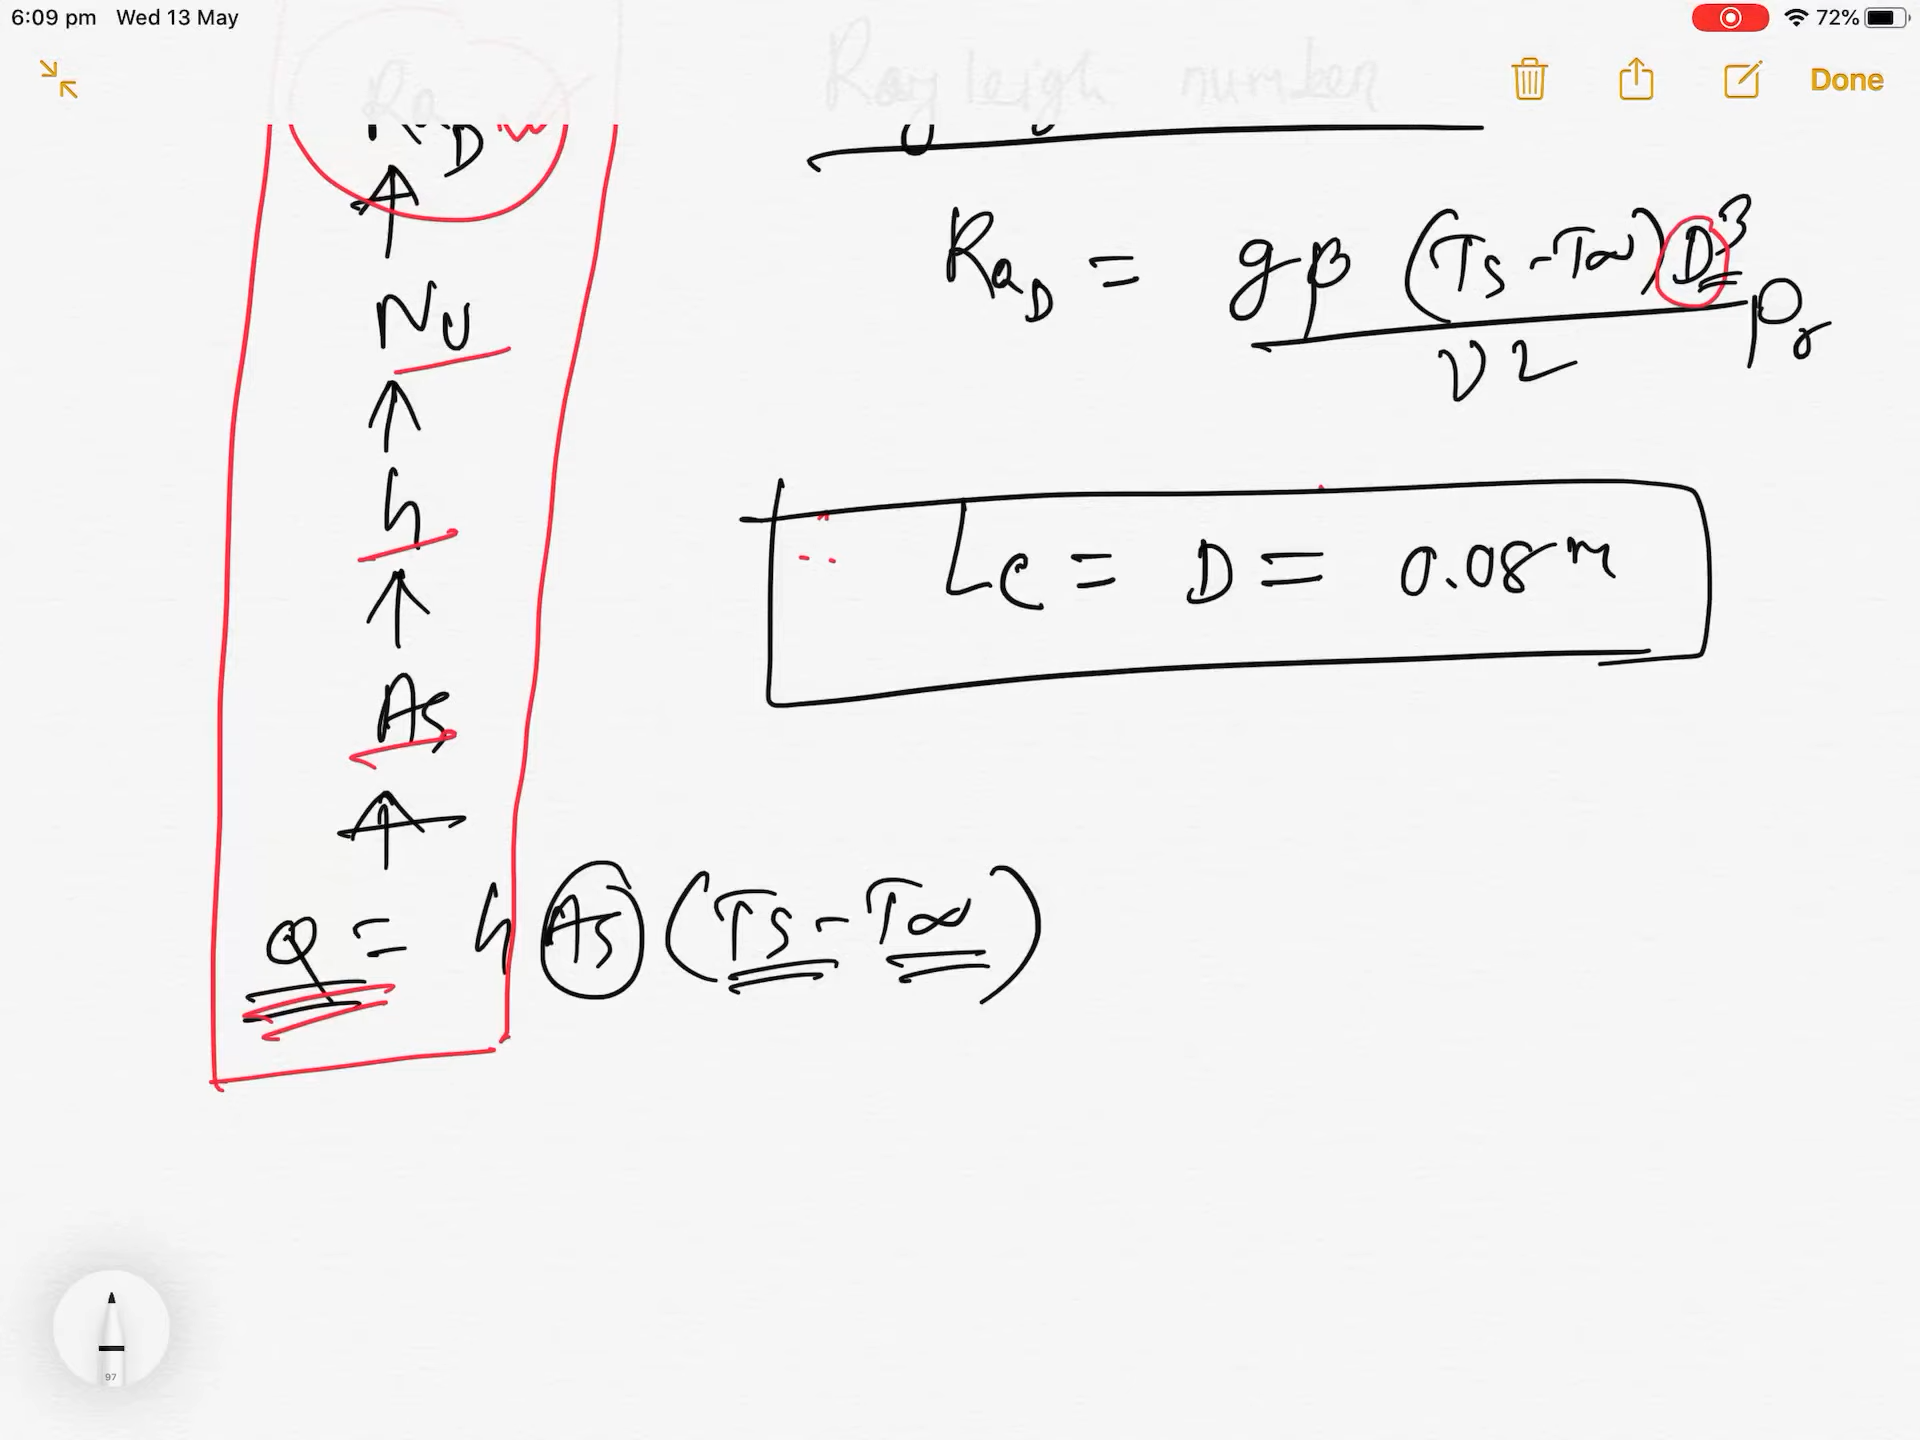 6:09 pm Wed 13 May 72%
Done
Rayleigh number
Ra_D
Ra_D = gβ (Ts - T∞) D³ / ν² Pr
Nu
h
Lc = D = 0.08 m
As
Q = h As (Ts - T∞)
97